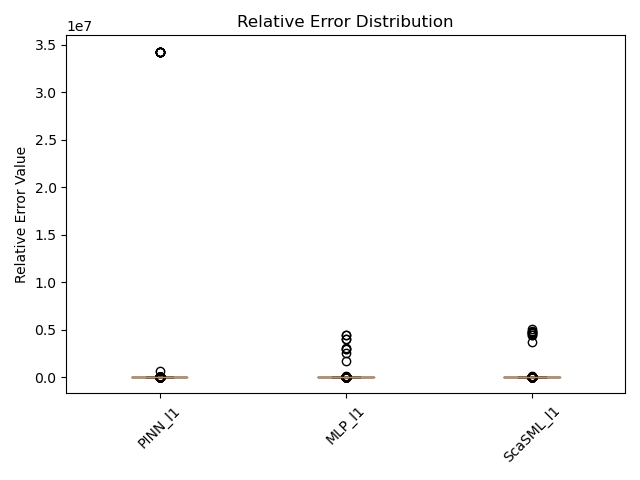 Relative Error Distribution
1e7
Relative Error Value
3.5
3.0
2.5
2.0
1.5
1.0
0.5
0.0
PINN_l1
MLP_l1
ScaSML_l1